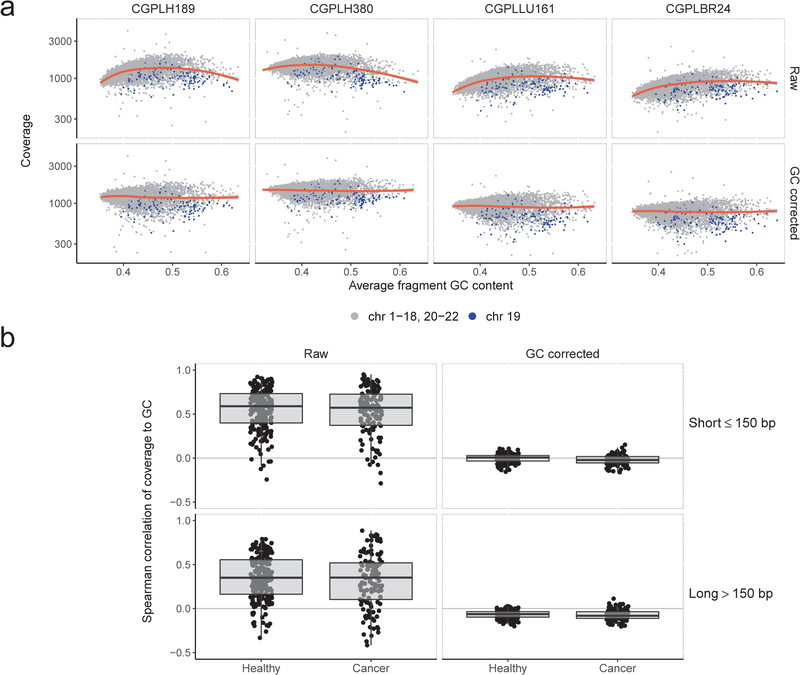 a
CGPLH189 CGPLH380 CGPLLU161 CGPLBR24
3000
1000
300
Raw
3000
1000
300
GC corrected
Coverage
0.4 0.5 0.6 0.4 0.5 0.6 0.4 0.5 0.6 0.4 0.5 0.6
Average fragment GC content
chr 1−18, 20−22 chr 19
b
Raw GC corrected
1.0
0.5
0.0
−0.5
Short ≤ 150 bp
1.0
0.5
0.0
−0.5
Long > 150 bp
Spearman correlation of coverage to GC
Healthy Cancer Healthy Cancer